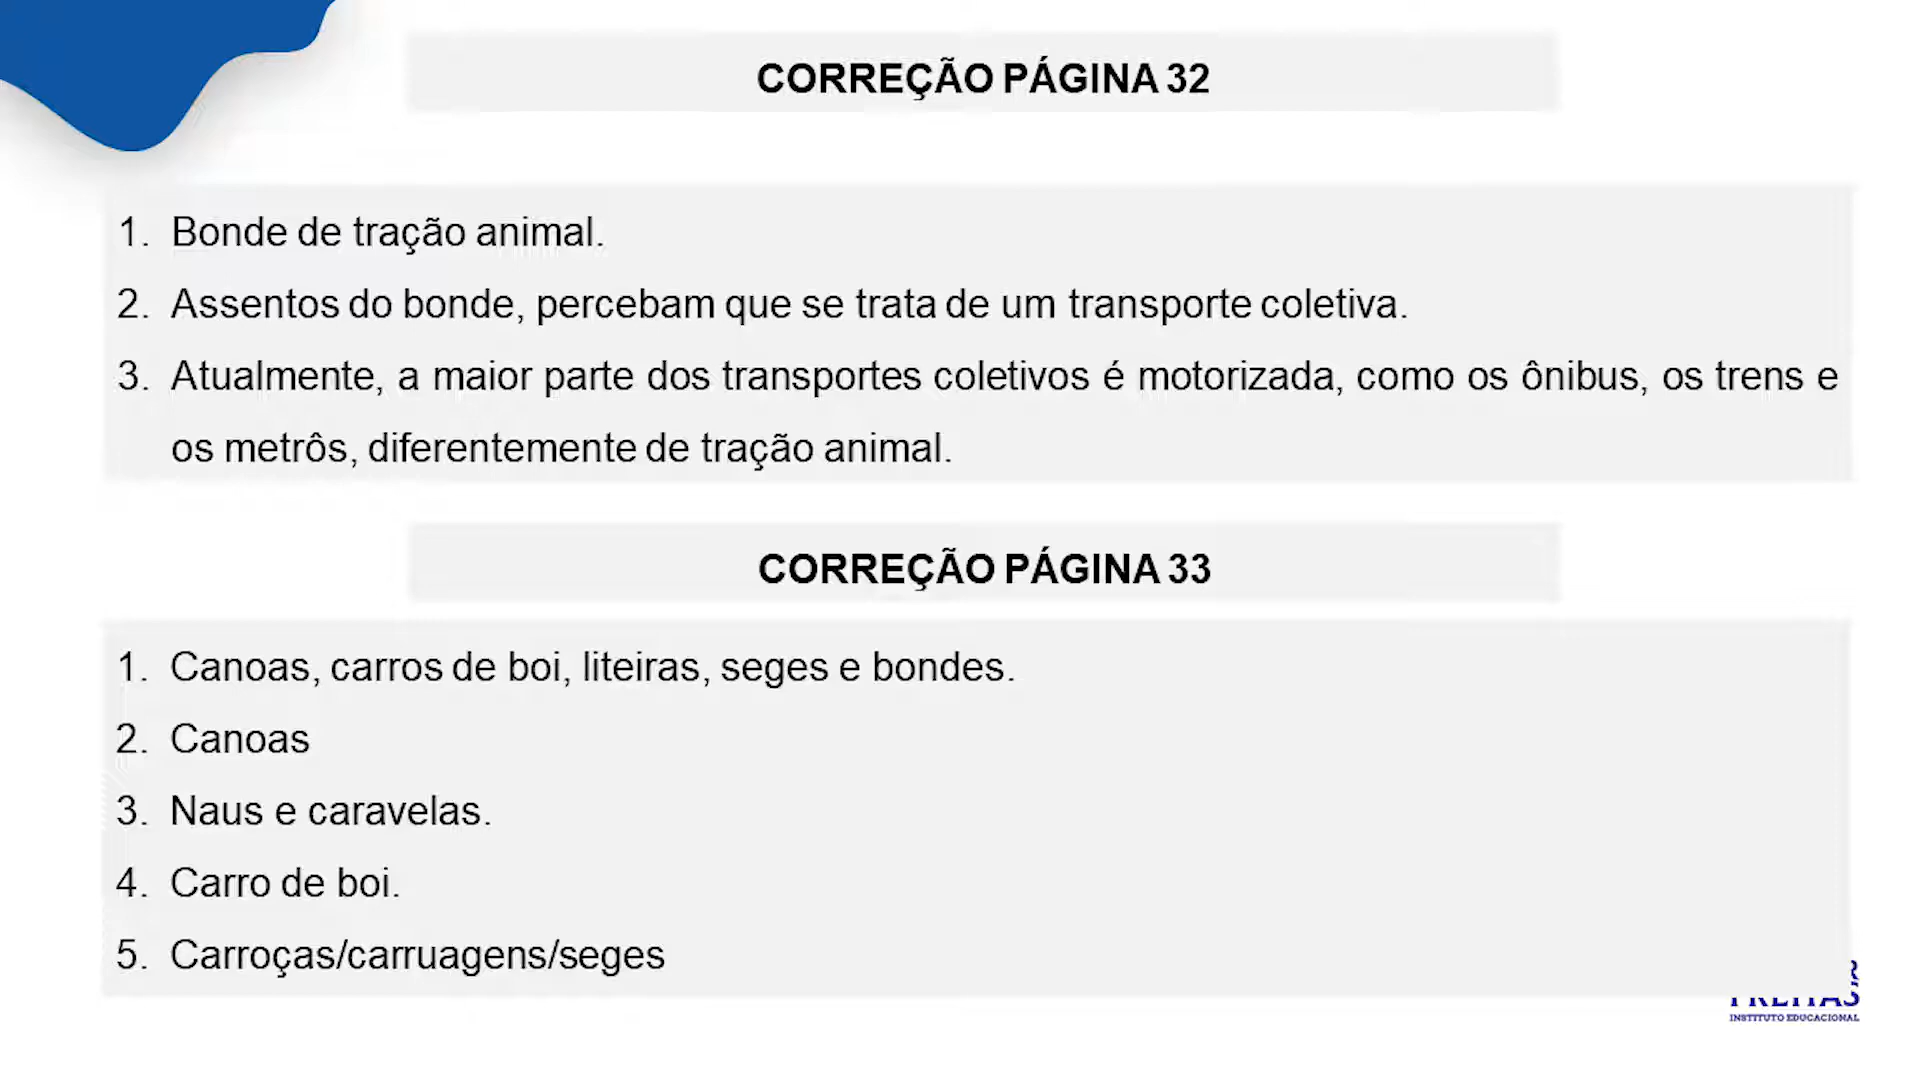 CORREÇÃO PÁGINA 32
1. Bonde de tração animal.
2. Assentos do bonde, percebam que se trata de um transporte coletiva.
3. Atualmente, a maior parte dos transportes coletivos é motorizada, como os ônibus, os trens e
os metrôs, diferentemente de tração animal.
CORREÇÃO PÁGINA 33
1. Canoas, carros de boi, liteiras, seges e bondes.
2. Canoas
3. Naus e caravelas.
4. Carro de boi.
5. Carroças/carruagens/seges
INSTITUTO EDUCACIONAL